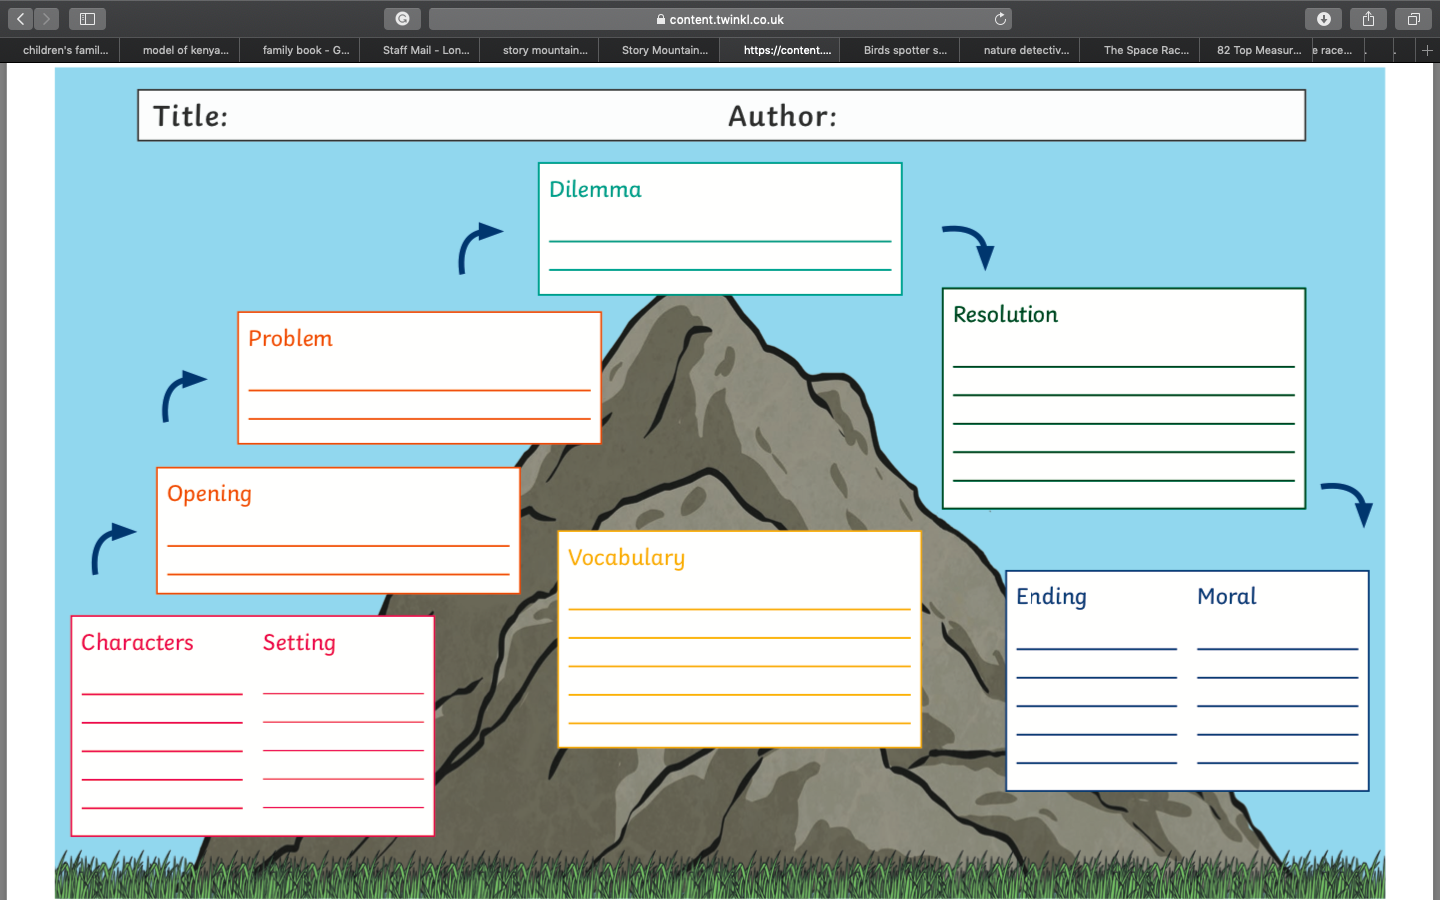 content.twinkl.co.uk
children's famil...
model of kenya...
family book - G...
Staff Mail - Lon...
story mountain...
Story Mountain...
https://content....
Birds spotter s...
nature detectiv...
The Space Rac...
82 Top Measur...
e race...
.
.
Title:
Author:
Dilemma
Resolution
Problem
Opening
Vocabulary
Ending
Moral
Characters
Setting